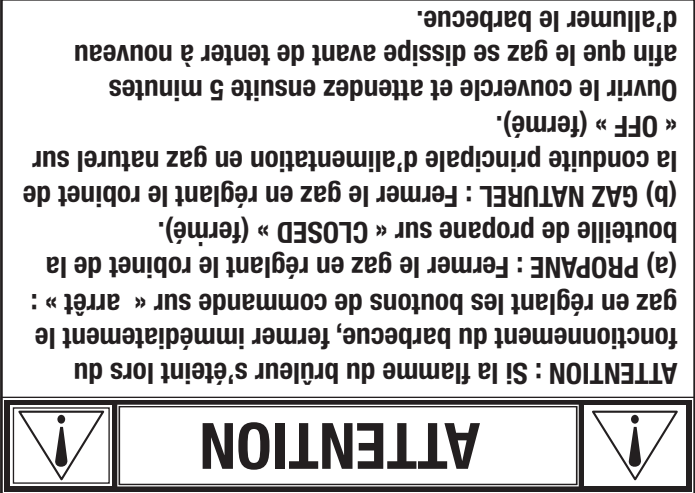 ATTENTION
ATTENTION : Si la flamme du brûleur s'éteint lors du
fonctionnement du barbecue, fermer immédiatement le
gaz en réglant les boutons de commande sur « arrêt » :
(a) PROPANE : Fermer le gaz en réglant le robinet de la
bouteille de propane sur « CLOSED » (fermé).
(b) GAZ NATUREL : Fermer le gaz en réglant le robinet de
la conduite principale d'alimentation en gaz naturel sur
« OFF » (fermé).
Ouvrir le couvercle et attendez ensuite 5 minutes
afin que le gaz se dissipe avant de tenter à nouveau
d'allumer le barbecue.